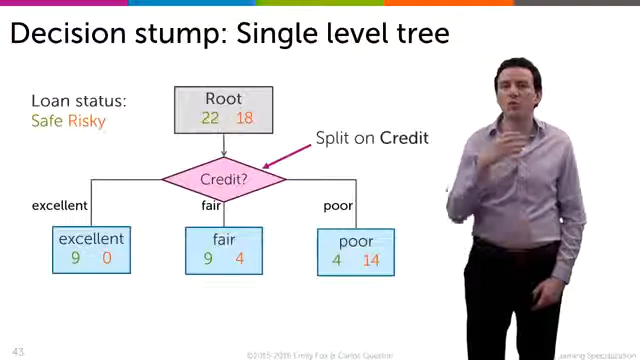 Decision stump: Single level tree
Loan status:
Safe Risky
Root
22 18
Split on Credit
Credit?
excellent
fair
poor
excellent
9 0
fair
9 4
poor
4 14
43
©2015-2016 Emily Fox & Carlos Guestrin
Learning Specialization